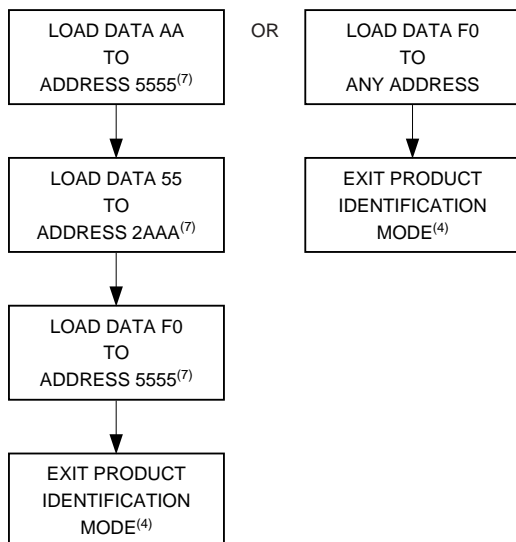 LOAD DATA AA
TO
ADDRESS 5555(7)
LOAD DATA 55
TO
ADDRESS 2AAA(7)
LOAD DATA F0
TO
ADDRESS 5555(7)
EXIT PRODUCT
IDENTIFICATION
MODE(4)
OR
LOAD DATA F0
TO
ANY ADDRESS
EXIT PRODUCT
IDENTIFICATION
MODE(4)